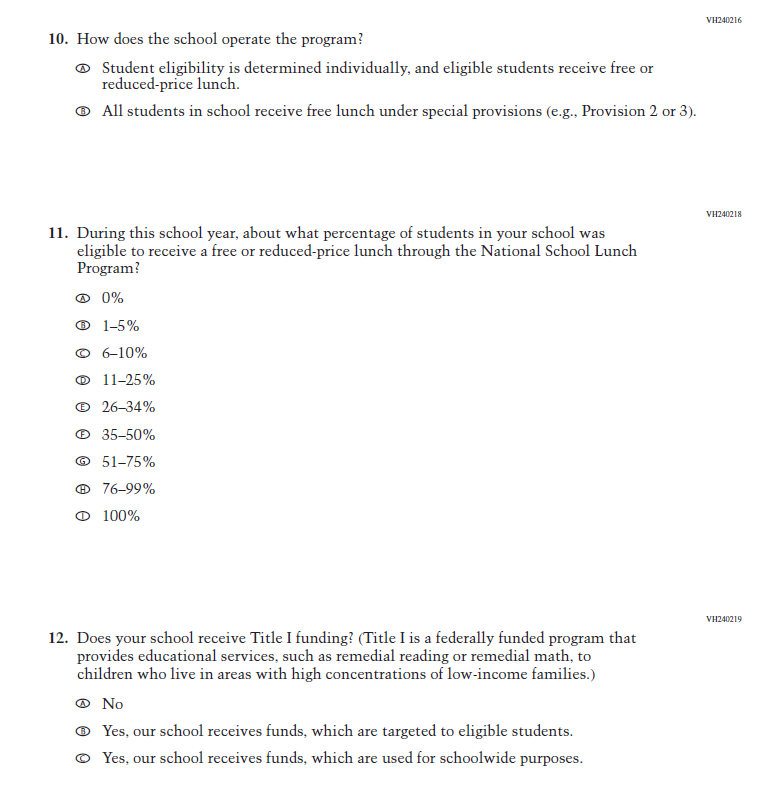 VH240216
10. How does the school operate the program?
Ⓐ Student eligibility is determined individually, and eligible students receive free or
reduced-price lunch.
Ⓑ All students in school receive free lunch under special provisions (e.g., Provision 2 or 3).
VH240218
11. During this school year, about what percentage of students in your school was
eligible to receive a free or reduced-price lunch through the National School Lunch
Program?
Ⓐ 0%
Ⓑ 1–5%
Ⓒ 6–10%
Ⓓ 11–25%
Ⓔ 26–34%
Ⓕ 35–50%
Ⓖ 51–75%
Ⓗ 76–99%
Ⓘ 100%
VH240219
12. Does your school receive Title I funding? (Title I is a federally funded program that
provides educational services, such as remedial reading or remedial math, to
children who live in areas with high concentrations of low-income families.)
Ⓐ No
Ⓑ Yes, our school receives funds, which are targeted to eligible students.
Ⓒ Yes, our school receives funds, which are used for schoolwide purposes.